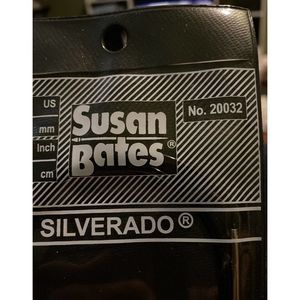 US
mm
Inch
cm
Susan
Bates®
No. 20032
SILVERADO®